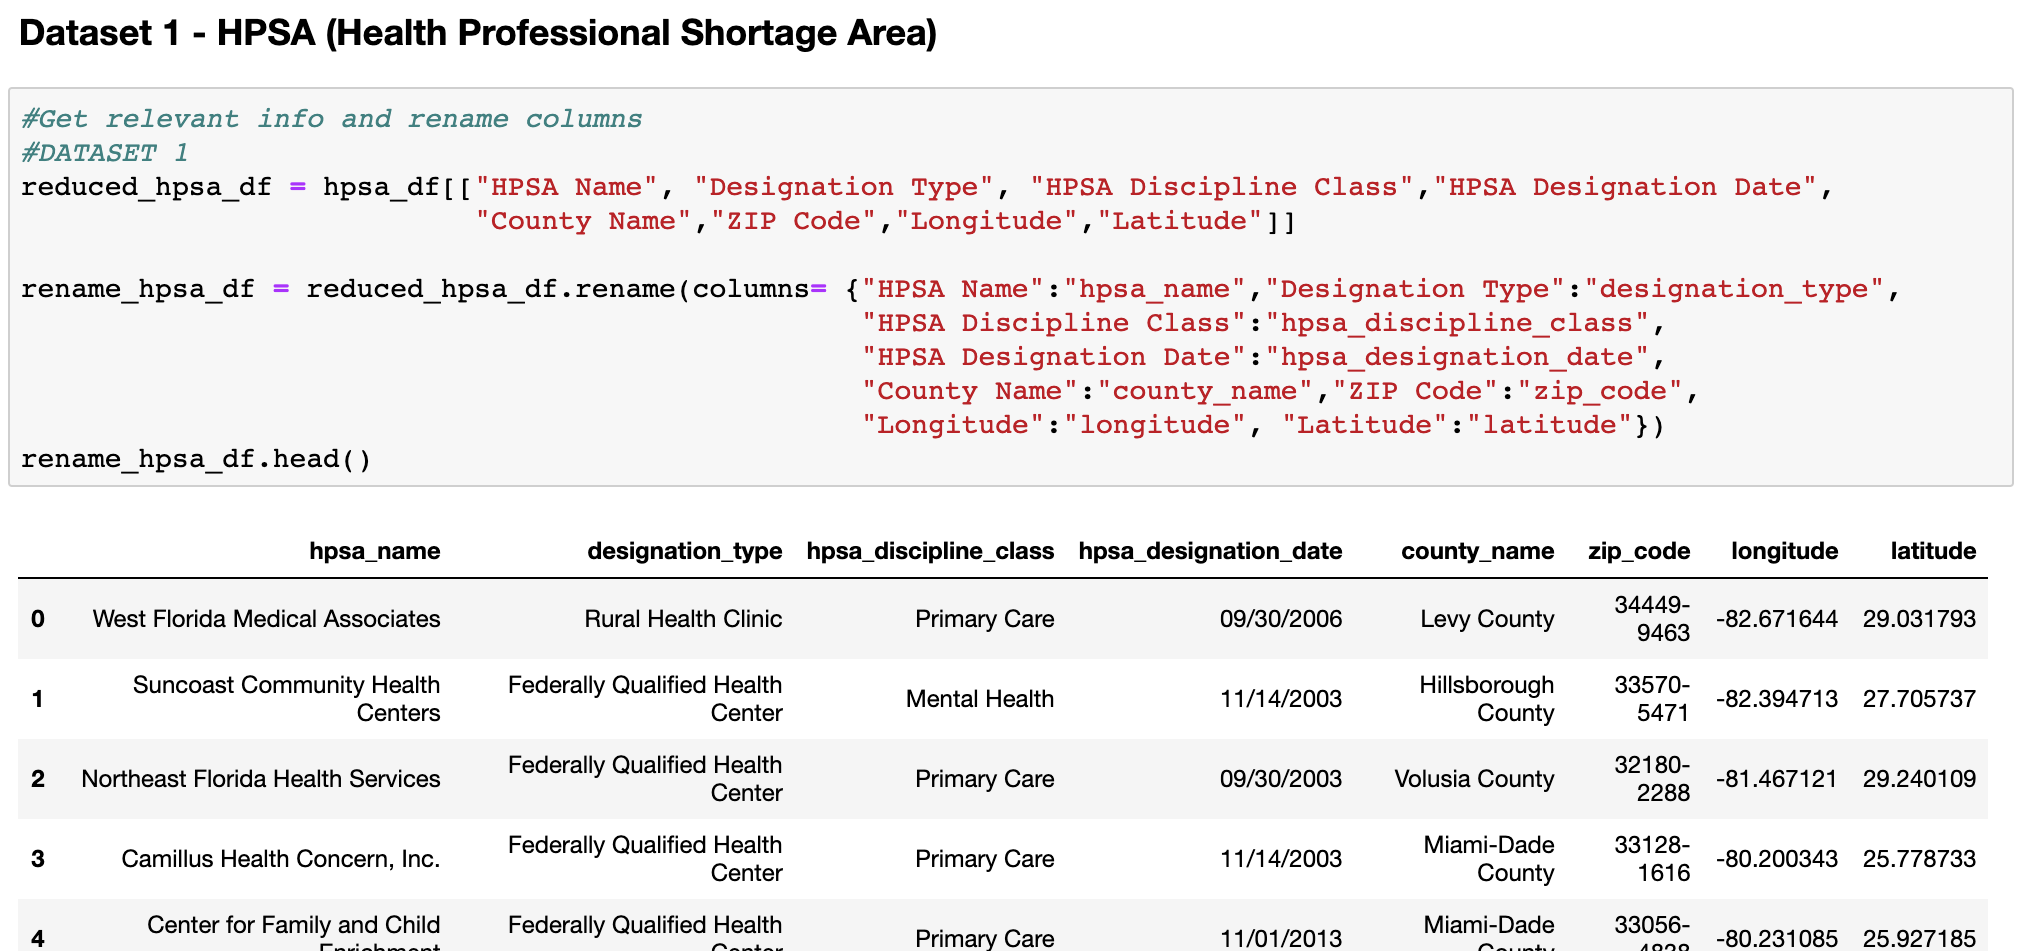 Dataset 1 - HPSA (Health Professional Shortage Area)
#Get relevant info and rename columns
#DATASET 1
reduced_hpsa_df = hpsa_df[["HPSA Name", "Designation Type", "HPSA Discipline Class","HPSA Designation Date",
"County Name","ZIP Code","Longitude","Latitude"]]
rename_hpsa_df = reduced_hpsa_df.rename(columns= {"HPSA Name":"hpsa_name","Designation Type":"designation_type",
"HPSA Discipline Class":"hpsa_discipline_class",
"HPSA Designation Date":"hpsa_designation_date",
"County Name":"county_name","ZIP Code":"zip_code",
"Longitude":"longitude", "Latitude":"latitude"})
rename_hpsa_df.head()
hpsa_name designation_type hpsa_discipline_class hpsa_designation_date county_name zip_code longitude latitude
0 West Florida Medical Associates Rural Health Clinic Primary Care 09/30/2006 Levy County 34449-
9463 -82.671644 29.031793
1 Suncoast Community Health
Centers Federally Qualified Health
Center Mental Health 11/14/2003 Hillsborough
County 33570-
5471 -82.394713 27.705737
2 Northeast Florida Health Services Federally Qualified Health
Center Primary Care 09/30/2003 Volusia County 32180-
2288 -81.467121 29.240109
3 Camillus Health Concern, Inc. Federally Qualified Health
Center Primary Care 11/14/2003 Miami-Dade
County 33128-
1616 -80.200343 25.778733
4 Center for Family and Child
Enrichment Federally Qualified Health
Center Primary Care 11/01/2013 Miami-Dade
County 33056-
-80.231085 25.927185